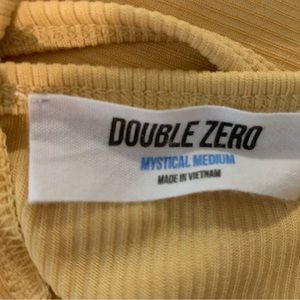 DOUBLE ZERO
MYSTICAL MEDIUM
MADE IN VIETNAM